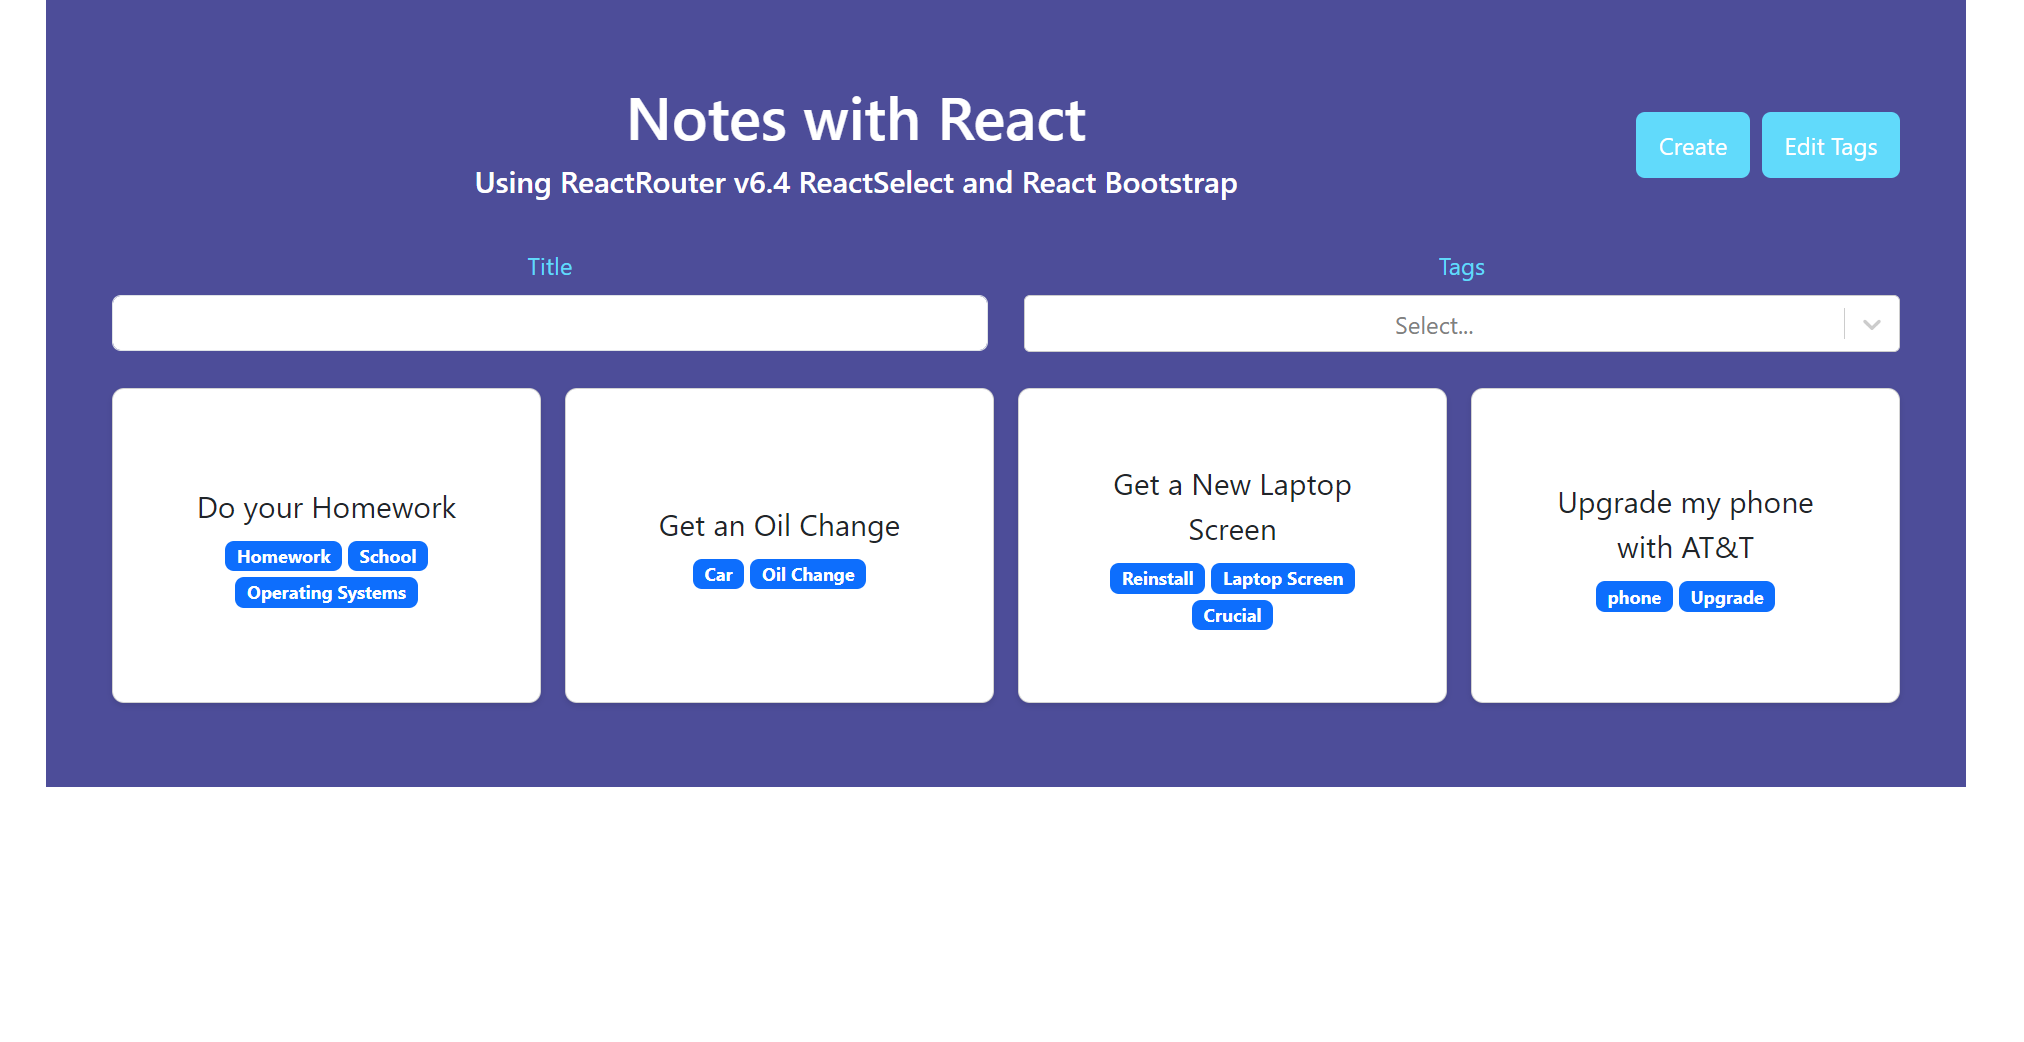 Notes with React
Using ReactRouter v6.4 ReactSelect and React Bootstrap
Create
Edit Tags
Title
Tags
Select...
Do your Homework
Homework School
Operating Systems
Get an Oil Change
Car Oil Change
Get a New Laptop
Screen
Reinstall Laptop Screen
Crucial
Upgrade my phone
with AT&T
phone Upgrade